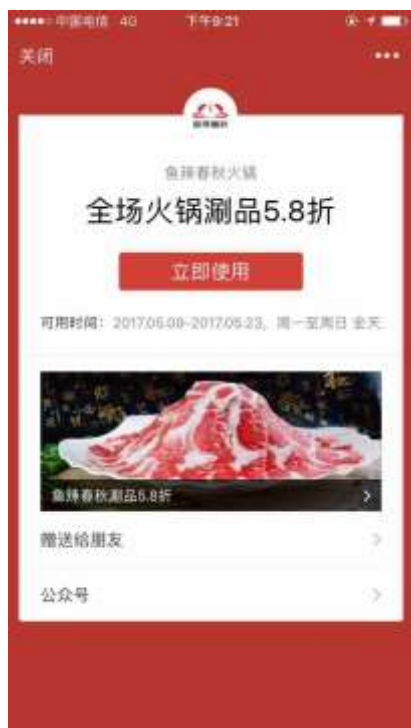 中国电信 4G 下午9:21
关闭
鱼辣春秋火锅
全场火锅涮品5.8折
立即使用
可用时间：2017.05.09-2017.05.23，周一至周日 全天
鱼辣春秋涮品5.8折
赠送给朋友
公众号